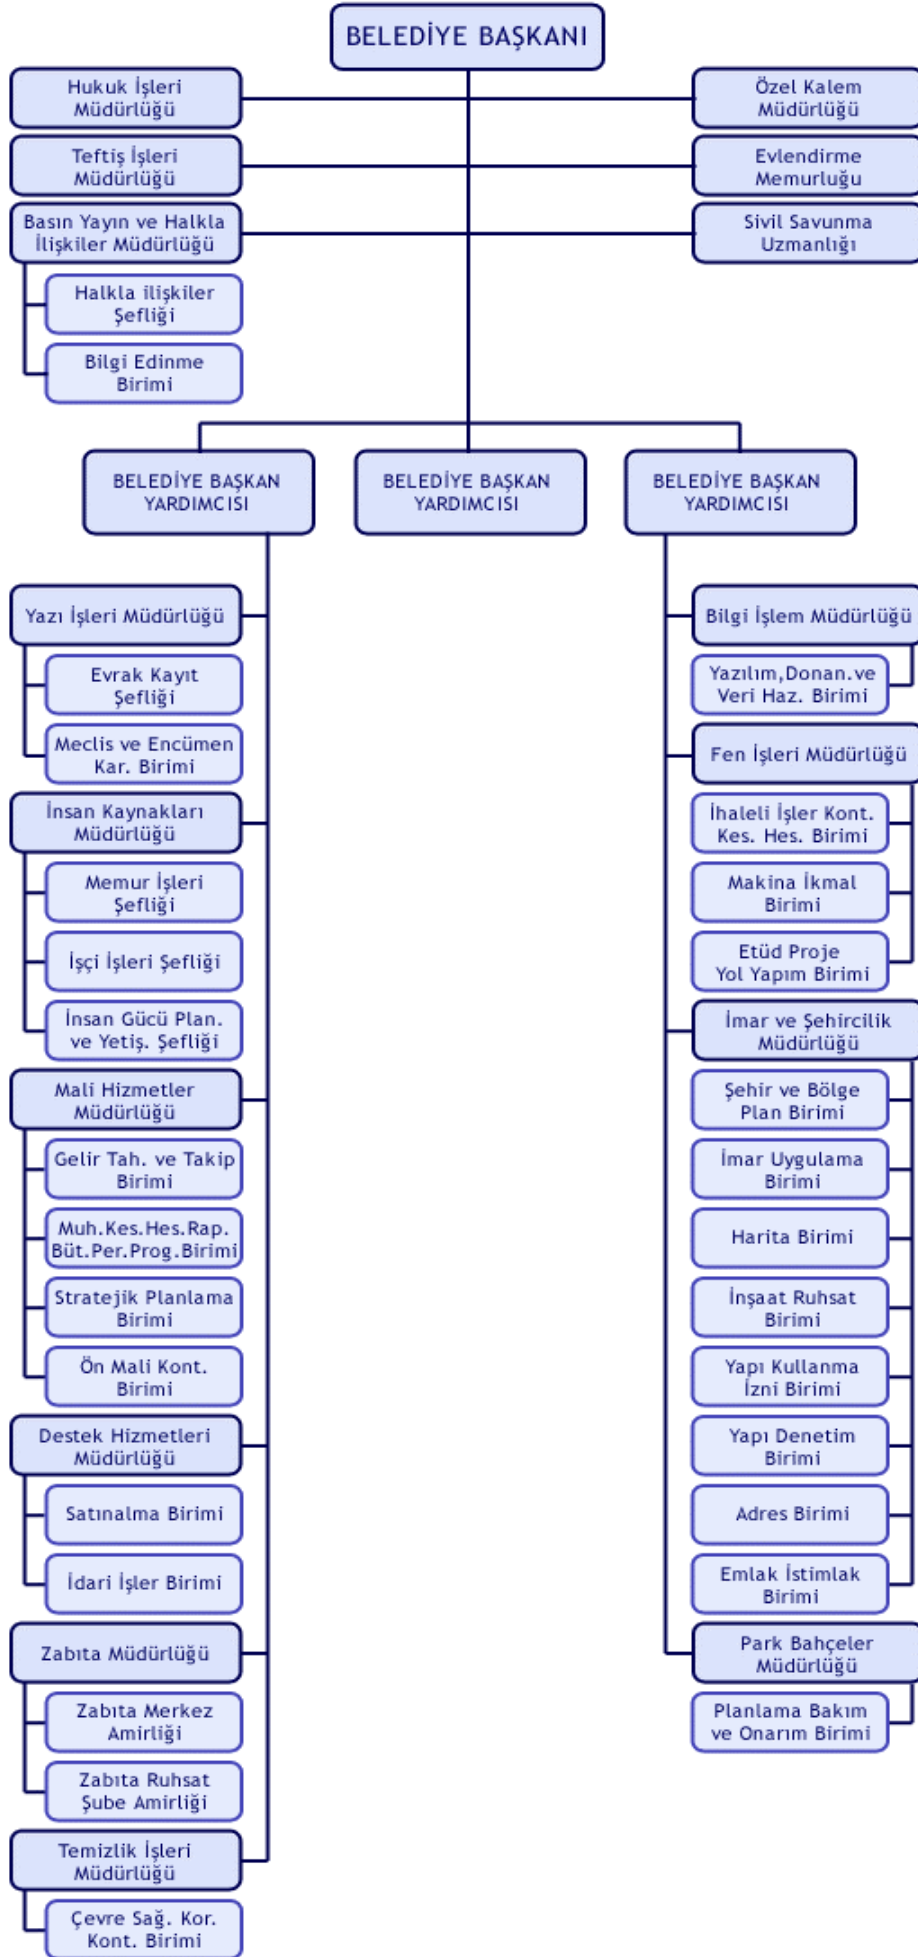 BELEDİYE BAŞKANI
Hukuk İşleri
Müdürlüğü
Özel Kalem
Müdürlüğü
Teftiş İşleri
Müdürlüğü
Evlendirme
Memurluğu
Basın Yayın ve Halkla
İlişkiler Müdürlüğü
Sivil Savunma
Uzmanlığı
Halkla ilişkiler
Şefliği
Bilgi Edinme
Birimi
BELEDİYE BAŞKAN
YARDIMCISI
BELEDİYE BAŞKAN
YARDIMCISI
BELEDİYE BAŞKAN
YARDIMCISI
Yazı İşleri Müdürlüğü
Evrak Kayıt
Şefliği
Meclis ve Encümen
Kar. Birimi
İnsan Kaynakları
Müdürlüğü
Memur İşleri
Şefliği
İşçi İşleri Şefliği
İnsan Gücü Plan.
ve Yetiş. Şefliği
Mali Hizmetler
Müdürlüğü
Gelir Tah. ve Takip
Birimi
Muh.Kes.Hes.Rap.
Büt.Per.Prog.Birimi
Stratejik Planlama
Birimi
Ön Mali Kont.
Birimi
Destek Hizmetleri
Müdürlüğü
Satınalma Birimi
İdari İşler Birimi
Zabıta Müdürlüğü
Zabıta Merkez
Amirliği
Zabıta Ruhsat
Şube Amirliği
Temizlik İşleri
Müdürlüğü
Çevre Sağ. Kor.
Kont. Birimi
Bilgi İşlem Müdürlüğü
Yazılım,Donan.ve
Veri Haz. Birimi
Fen İşleri Müdürlüğü
İhaleli İşler Kont.
Kes. Hes. Birimi
Makina İkmal
Birimi
Etüd Proje
Yol Yapım Birimi
İmar ve Şehircilik
Müdürlüğü
Şehir ve Bölge
Plan Birimi
İmar Uygulama
Birimi
Harita Birimi
İnşaat Ruhsat
Birimi
Yapı Kullanma
İzni Birimi
Yapı Denetim
Birimi
Adres Birimi
Emlak İstimlak
Birimi
Park Bahçeler
Müdürlüğü
Planlama Bakım
ve Onarım Birimi